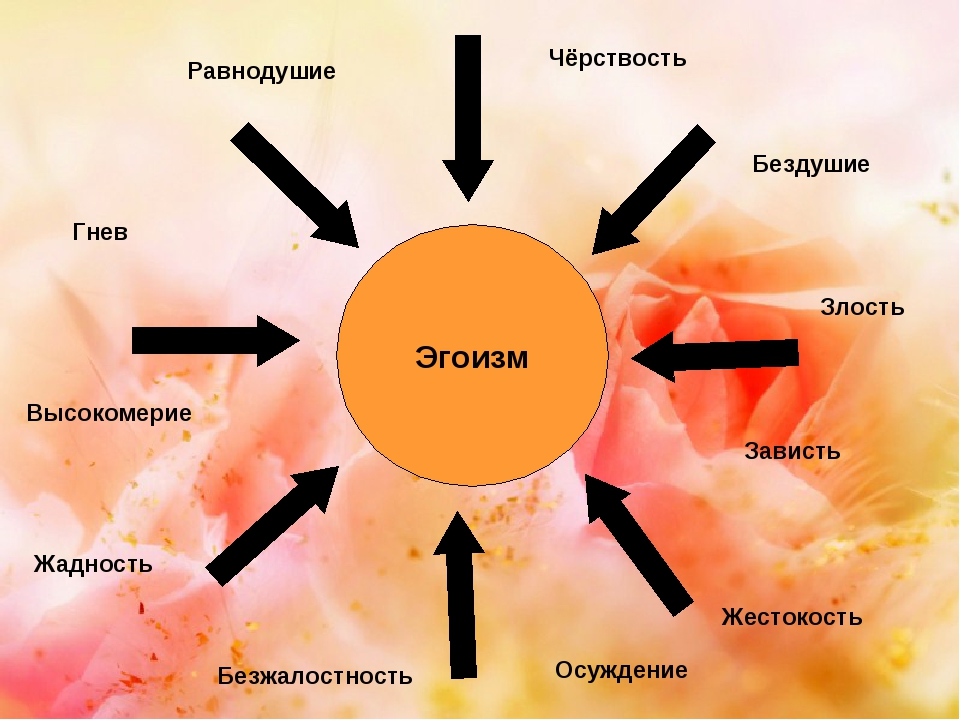 Чёрствость
Равнодушие
Бездушие
Гнев
Злость
Эгоизм
Высокомерие
Зависть
Жадность
Жестокость
Осуждение
Безжалостность